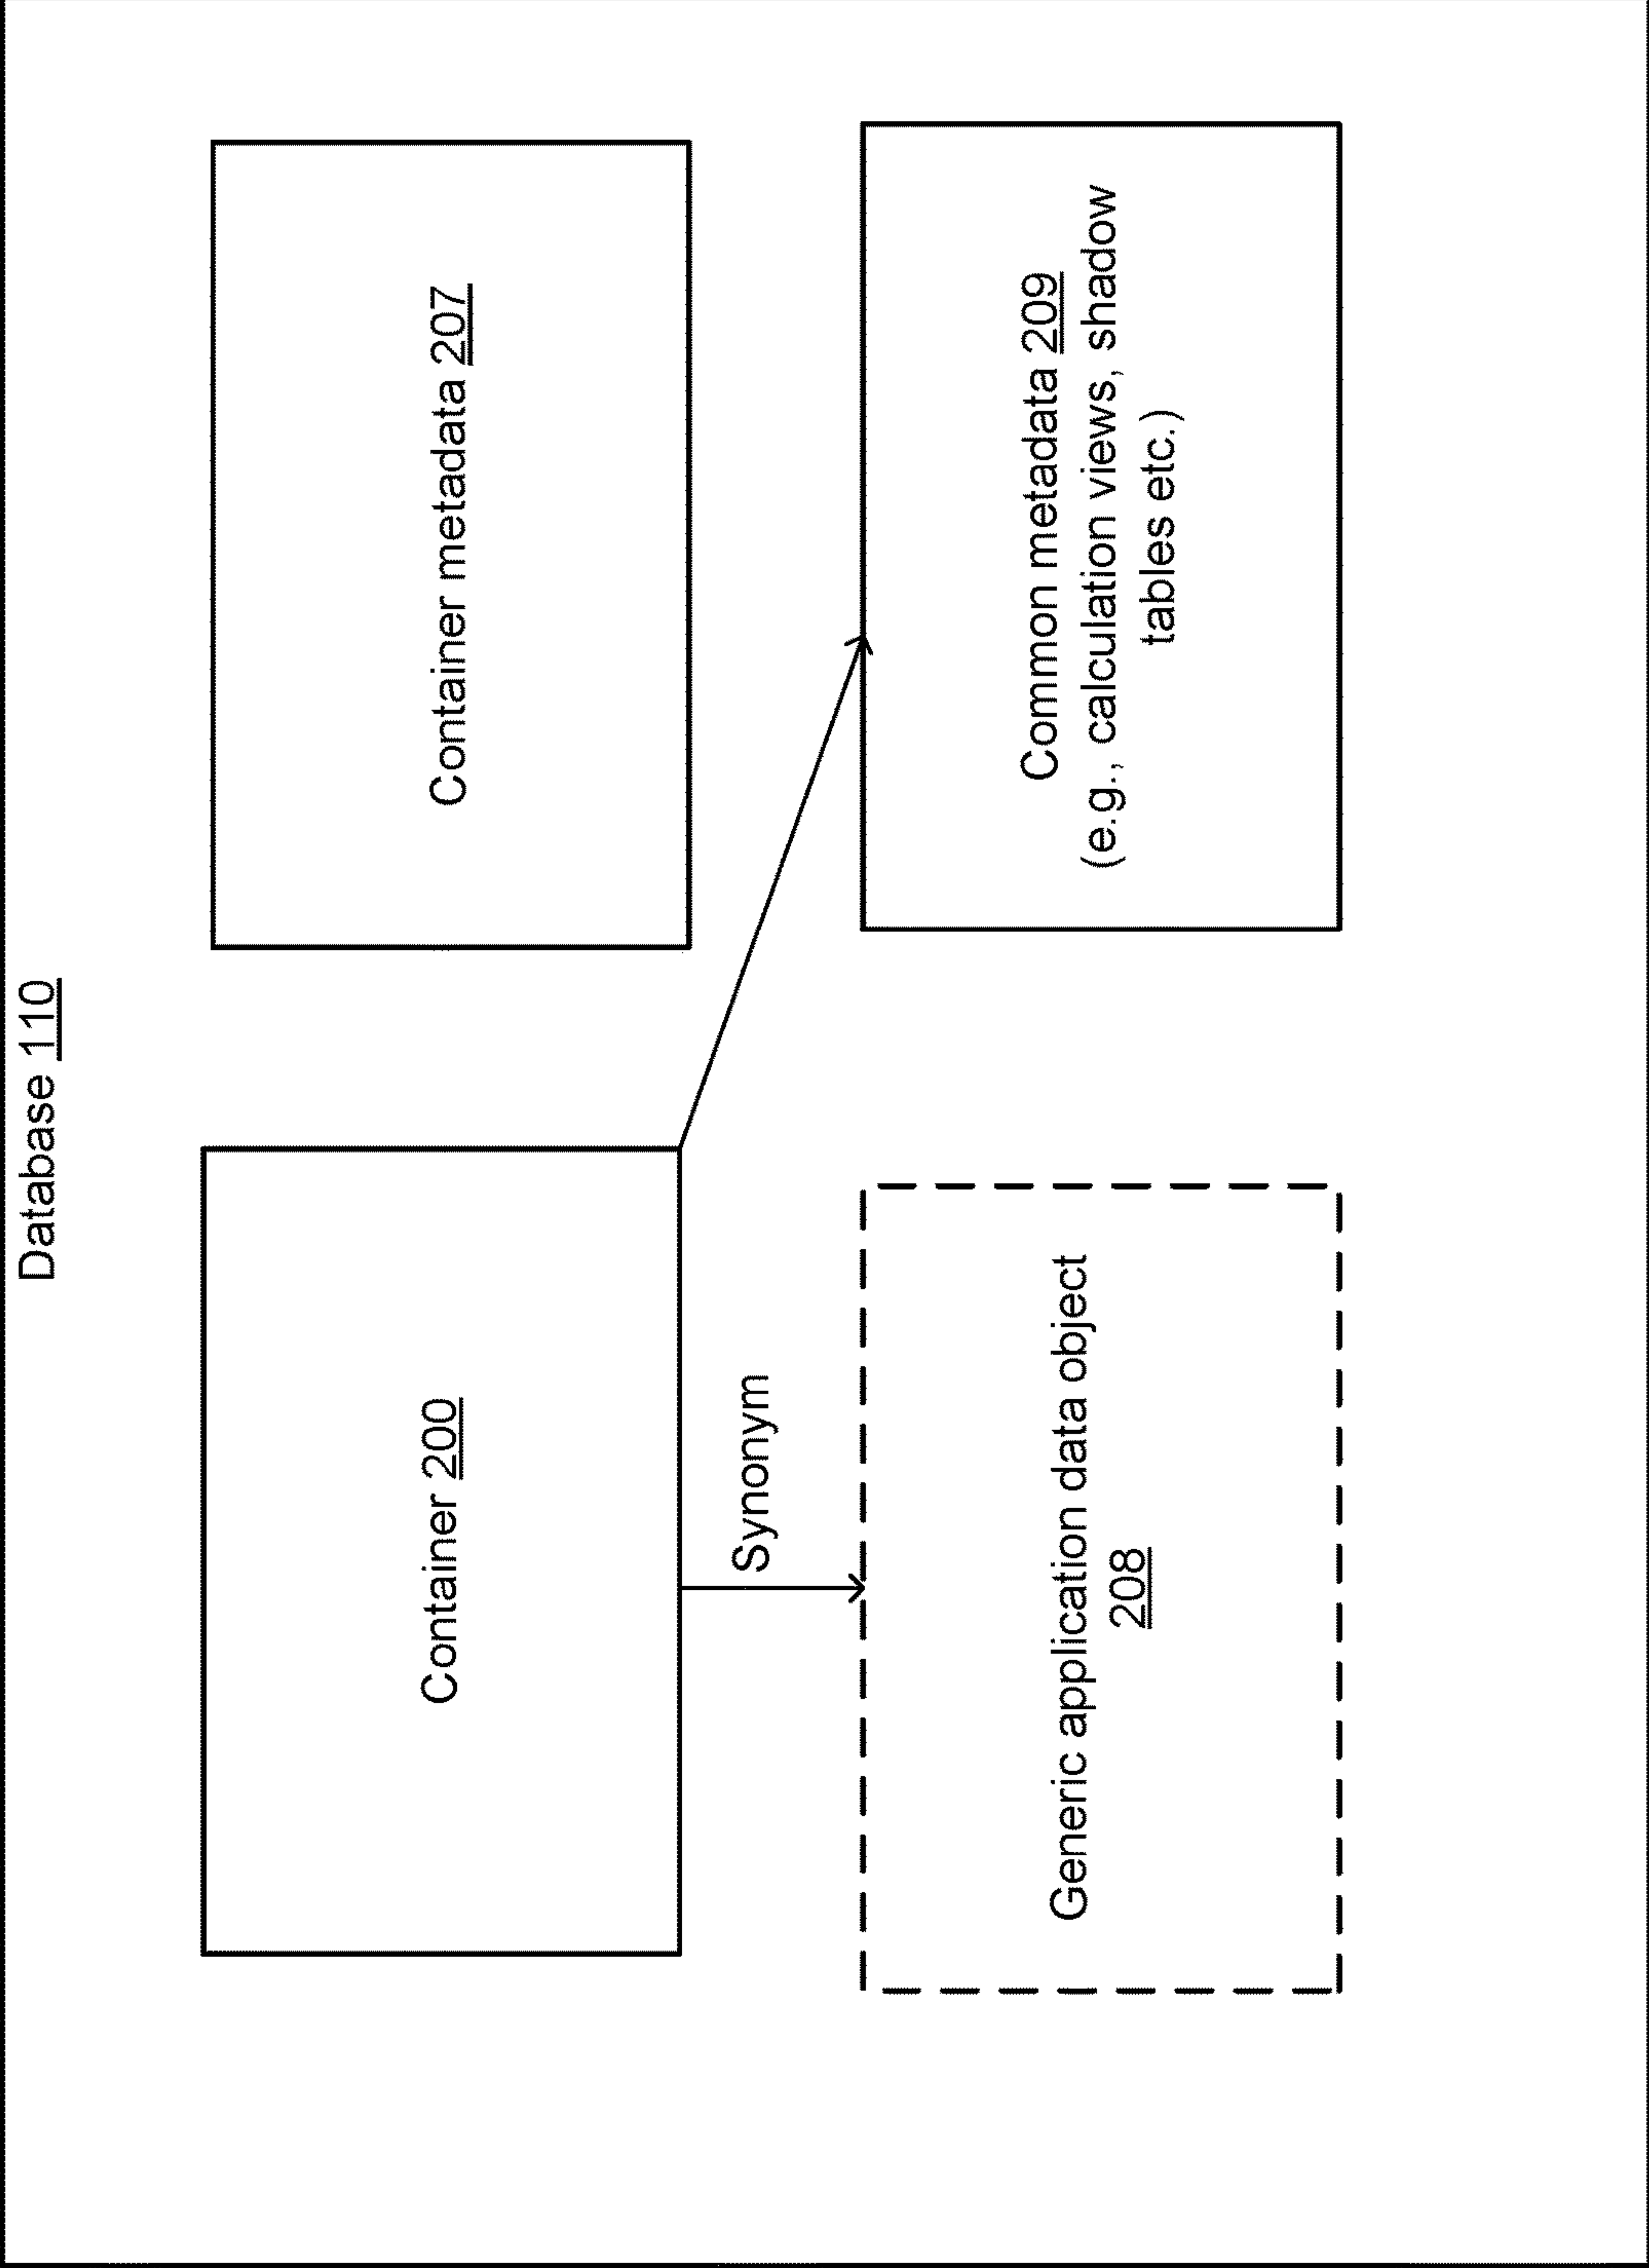 Database 110
Container 200
Container metadata 207
Synonym
Generic application data object
208
Common metadata 209
(e.g., calculation views, shadow
tables etc.)